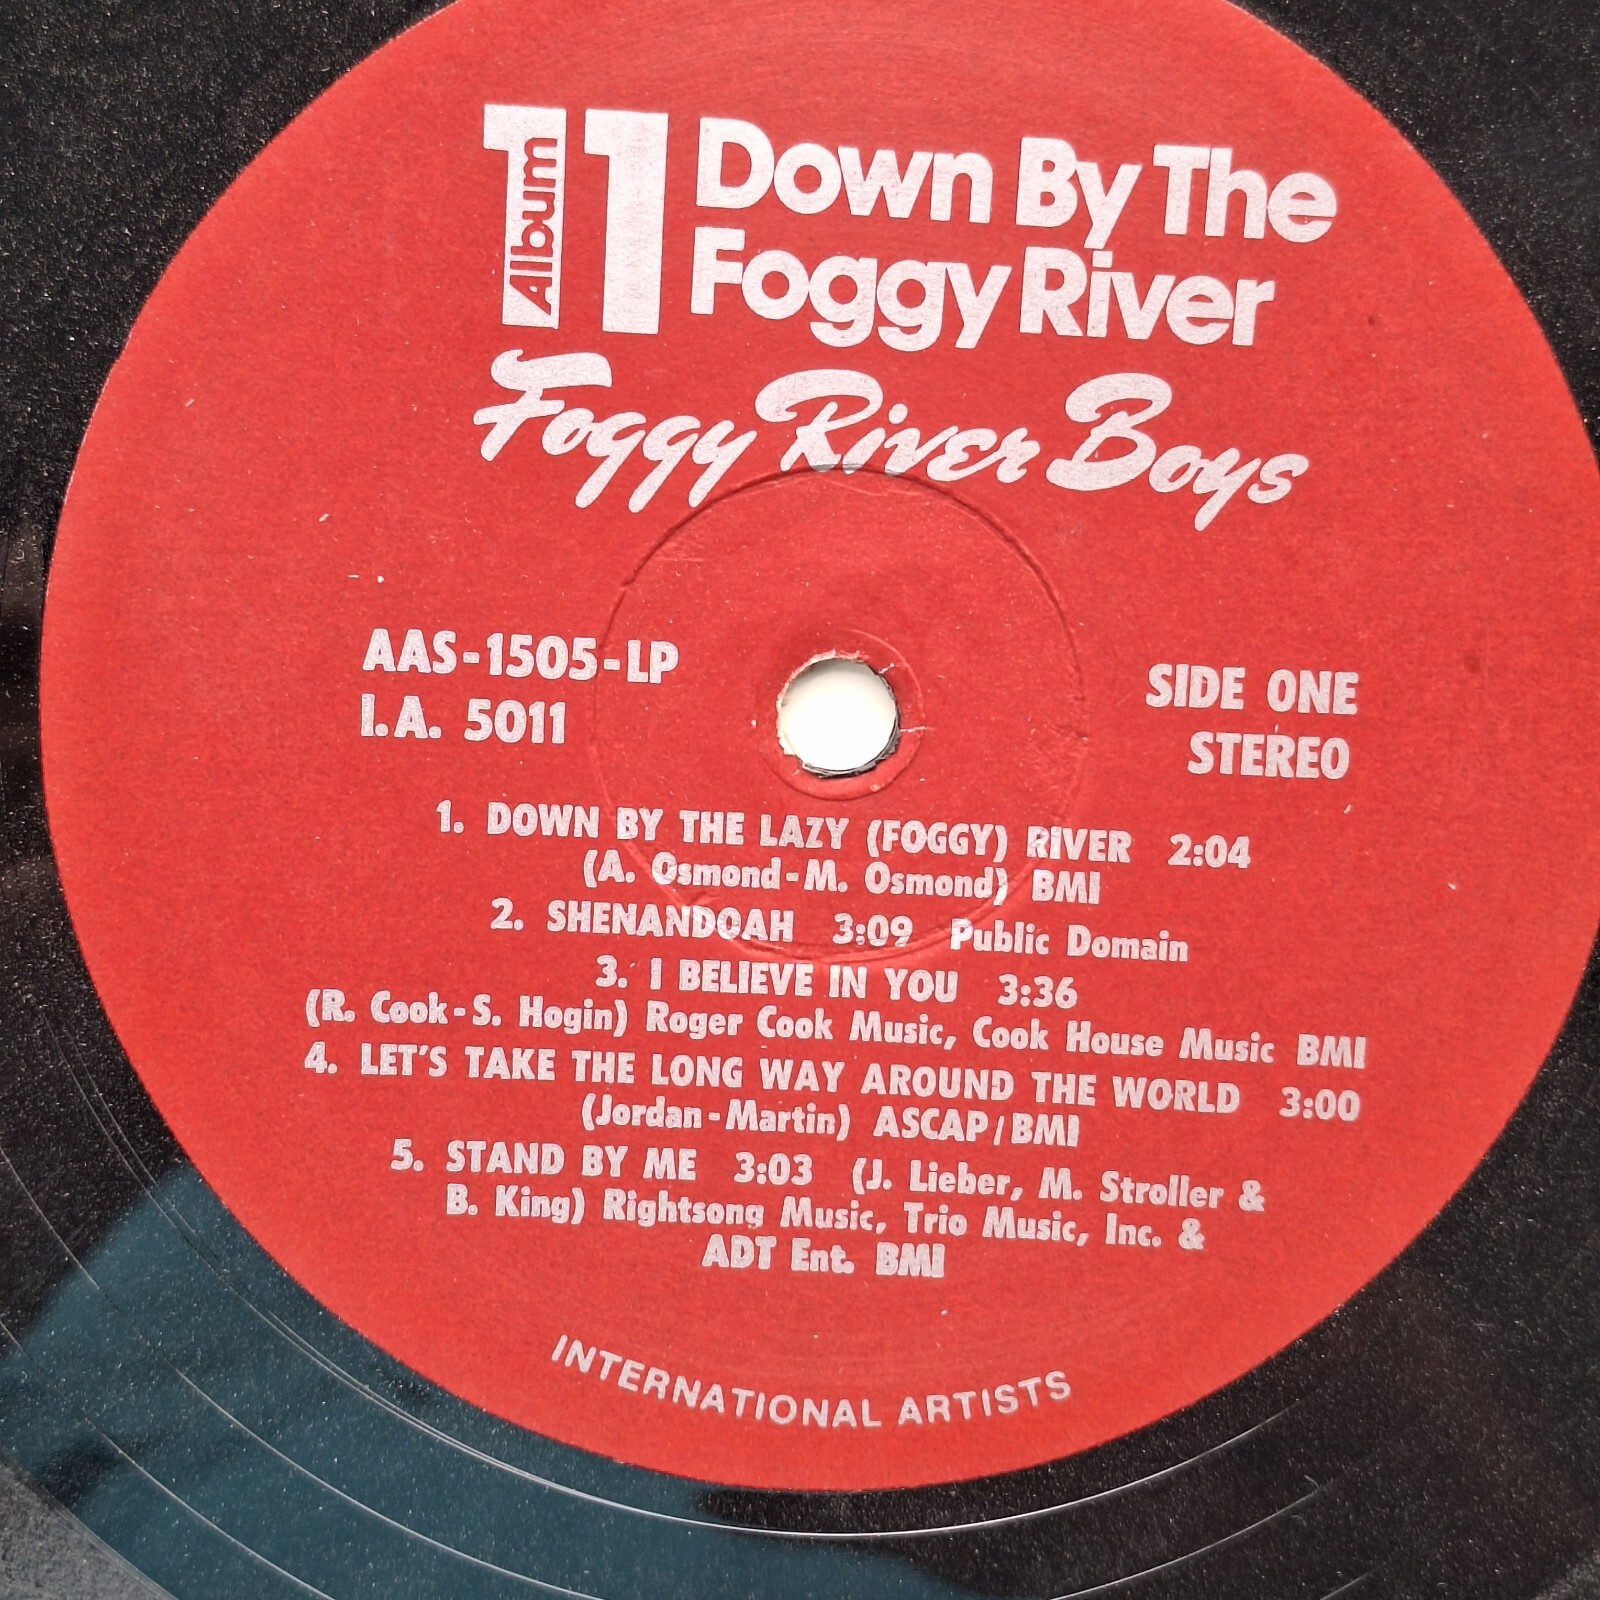 Album 11
Down By The
Foggy River
Foggy River Boys
AAS-1505-LP
I.A. 5011
SIDE ONE
STEREO
1. DOWN BY THE LAZY (FOGGY) RIVER 2:04
(A. Osmond-M. Osmond) BMI
2. SHENANDOAH 3:09 Public Domain
3. I BELIEVE IN YOU 3:36
(R. Cook-S. Hogin) Roger Cook Music, Cook House Music BMI
4. LET'S TAKE THE LONG WAY AROUND THE WORLD 3:00
(Jordan-Martin) ASCAP/BMI
5. STAND BY ME 3:03 (J. Lieber, M. Stroller &
B. King) Rightsong Music, Trio Music, Inc. &
ADT Ent. BMI
INTERNATIONAL ARTISTS